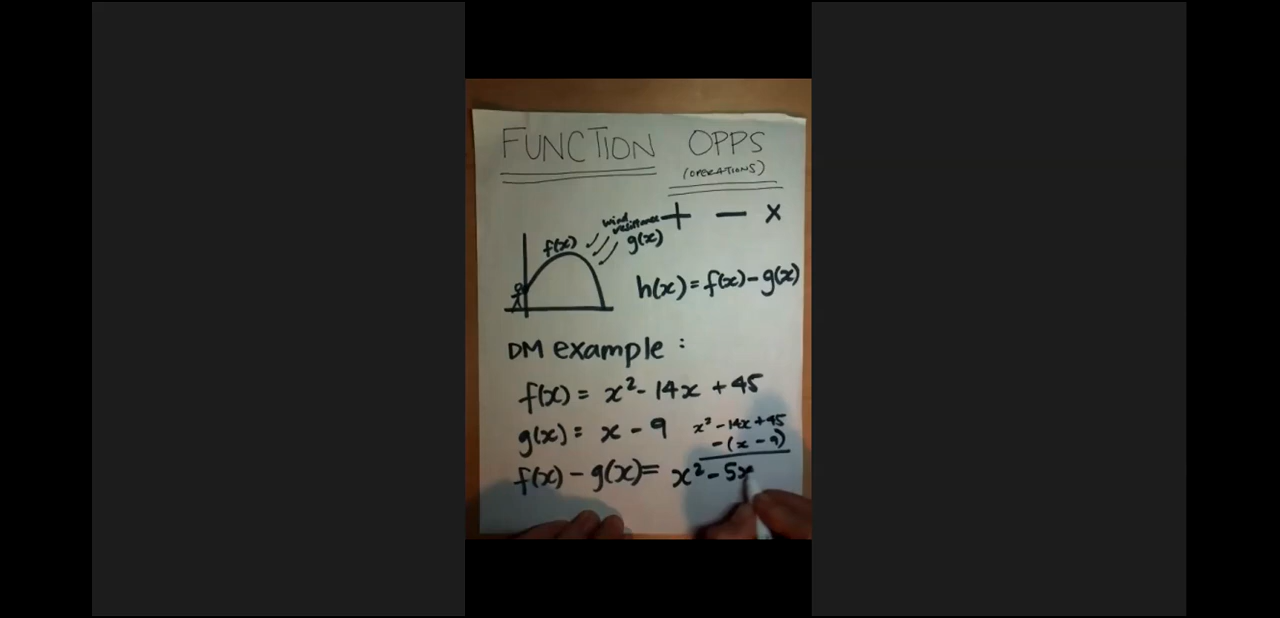 FUNCTION OPPS
(OPERATIONS)
+ − ×
wind
resistance
f(x)
g(x)
h(x)=f(x)−g(x)
DM example :
f(x) = x²- 14x + 45
g(x) = x - 9
x² - 14x + 45
-(x - 9)
f(x) - g(x) = x² - 5x